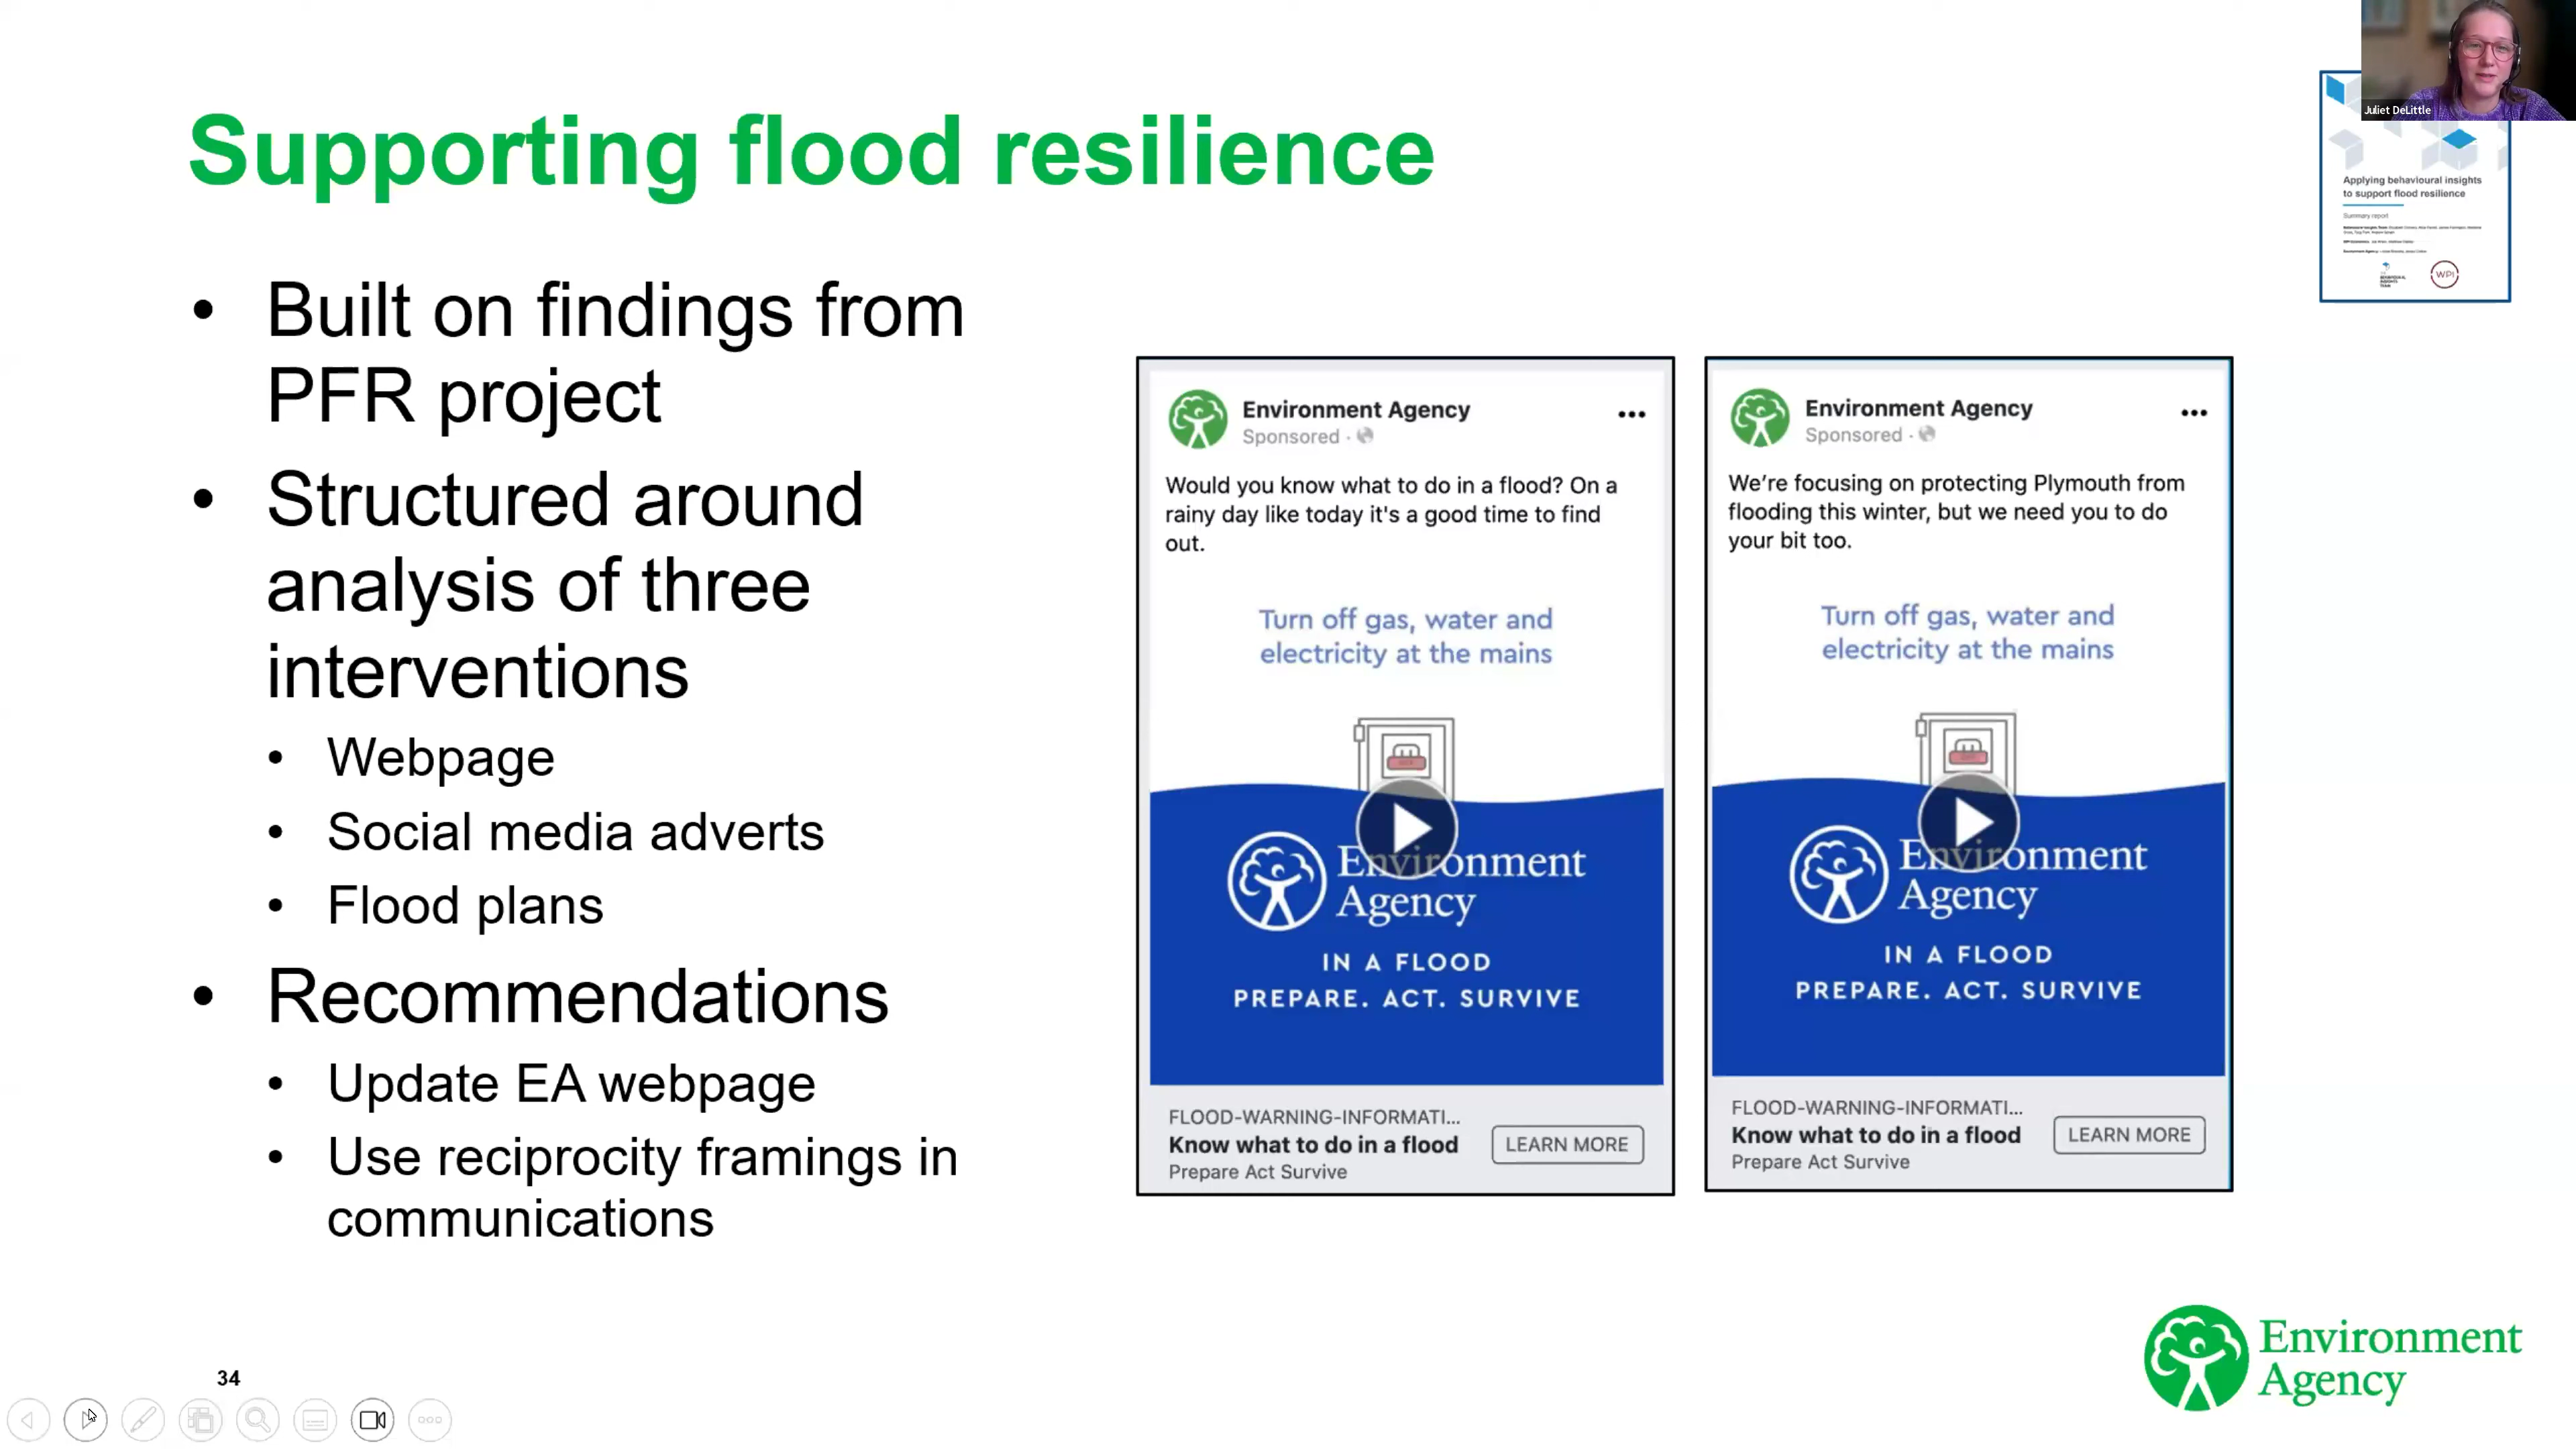 Supporting flood resilience
• Built on findings from
PFR project
• Structured around
analysis of three
interventions
• Webpage
• Social media adverts
• Flood plans
• Recommendations
• Update EA webpage
• Use reciprocity framings in
communications
Environment Agency
Sponsored ·
Would you know what to do in a flood? On a
rainy day like today it's a good time to find
out.
Turn off gas, water and
electricity at the mains
Environment
Agency
IN A FLOOD
PREPARE. ACT. SURVIVE
FLOOD-WARNING-INFORMATI...
Know what to do in a flood
Prepare Act Survive
LEARN MORE
Environment Agency
Sponsored ·
We're focusing on protecting Plymouth from
flooding this winter, but we need you to do
your bit too.
Turn off gas, water and
electricity at the mains
Environment
Agency
IN A FLOOD
PREPARE. ACT. SURVIVE
FLOOD-WARNING-INFORMATI...
Know what to do in a flood
Prepare Act Survive
LEARN MORE
Juliet DeLittle
Applying behavioural insights
to support flood resilience
Summary report
WPI
34
Environment
Agency